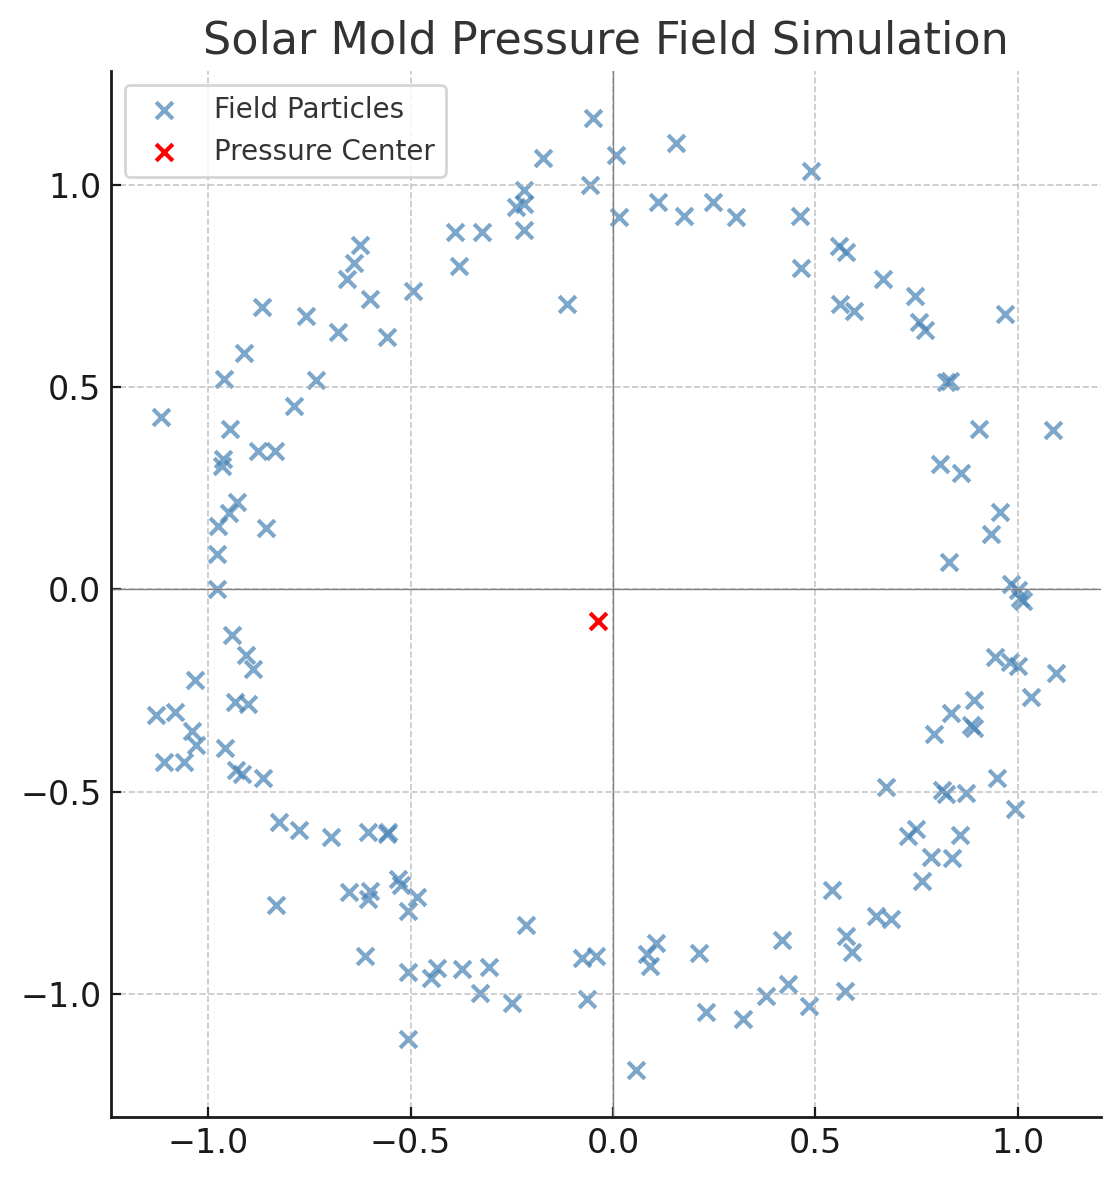 Solar Mold Pressure Field Simulation
Field Particles
Pressure Center
1.0
0.5
0.0
−0.5
−1.0
−1.0 −0.5 0.0 0.5 1.0